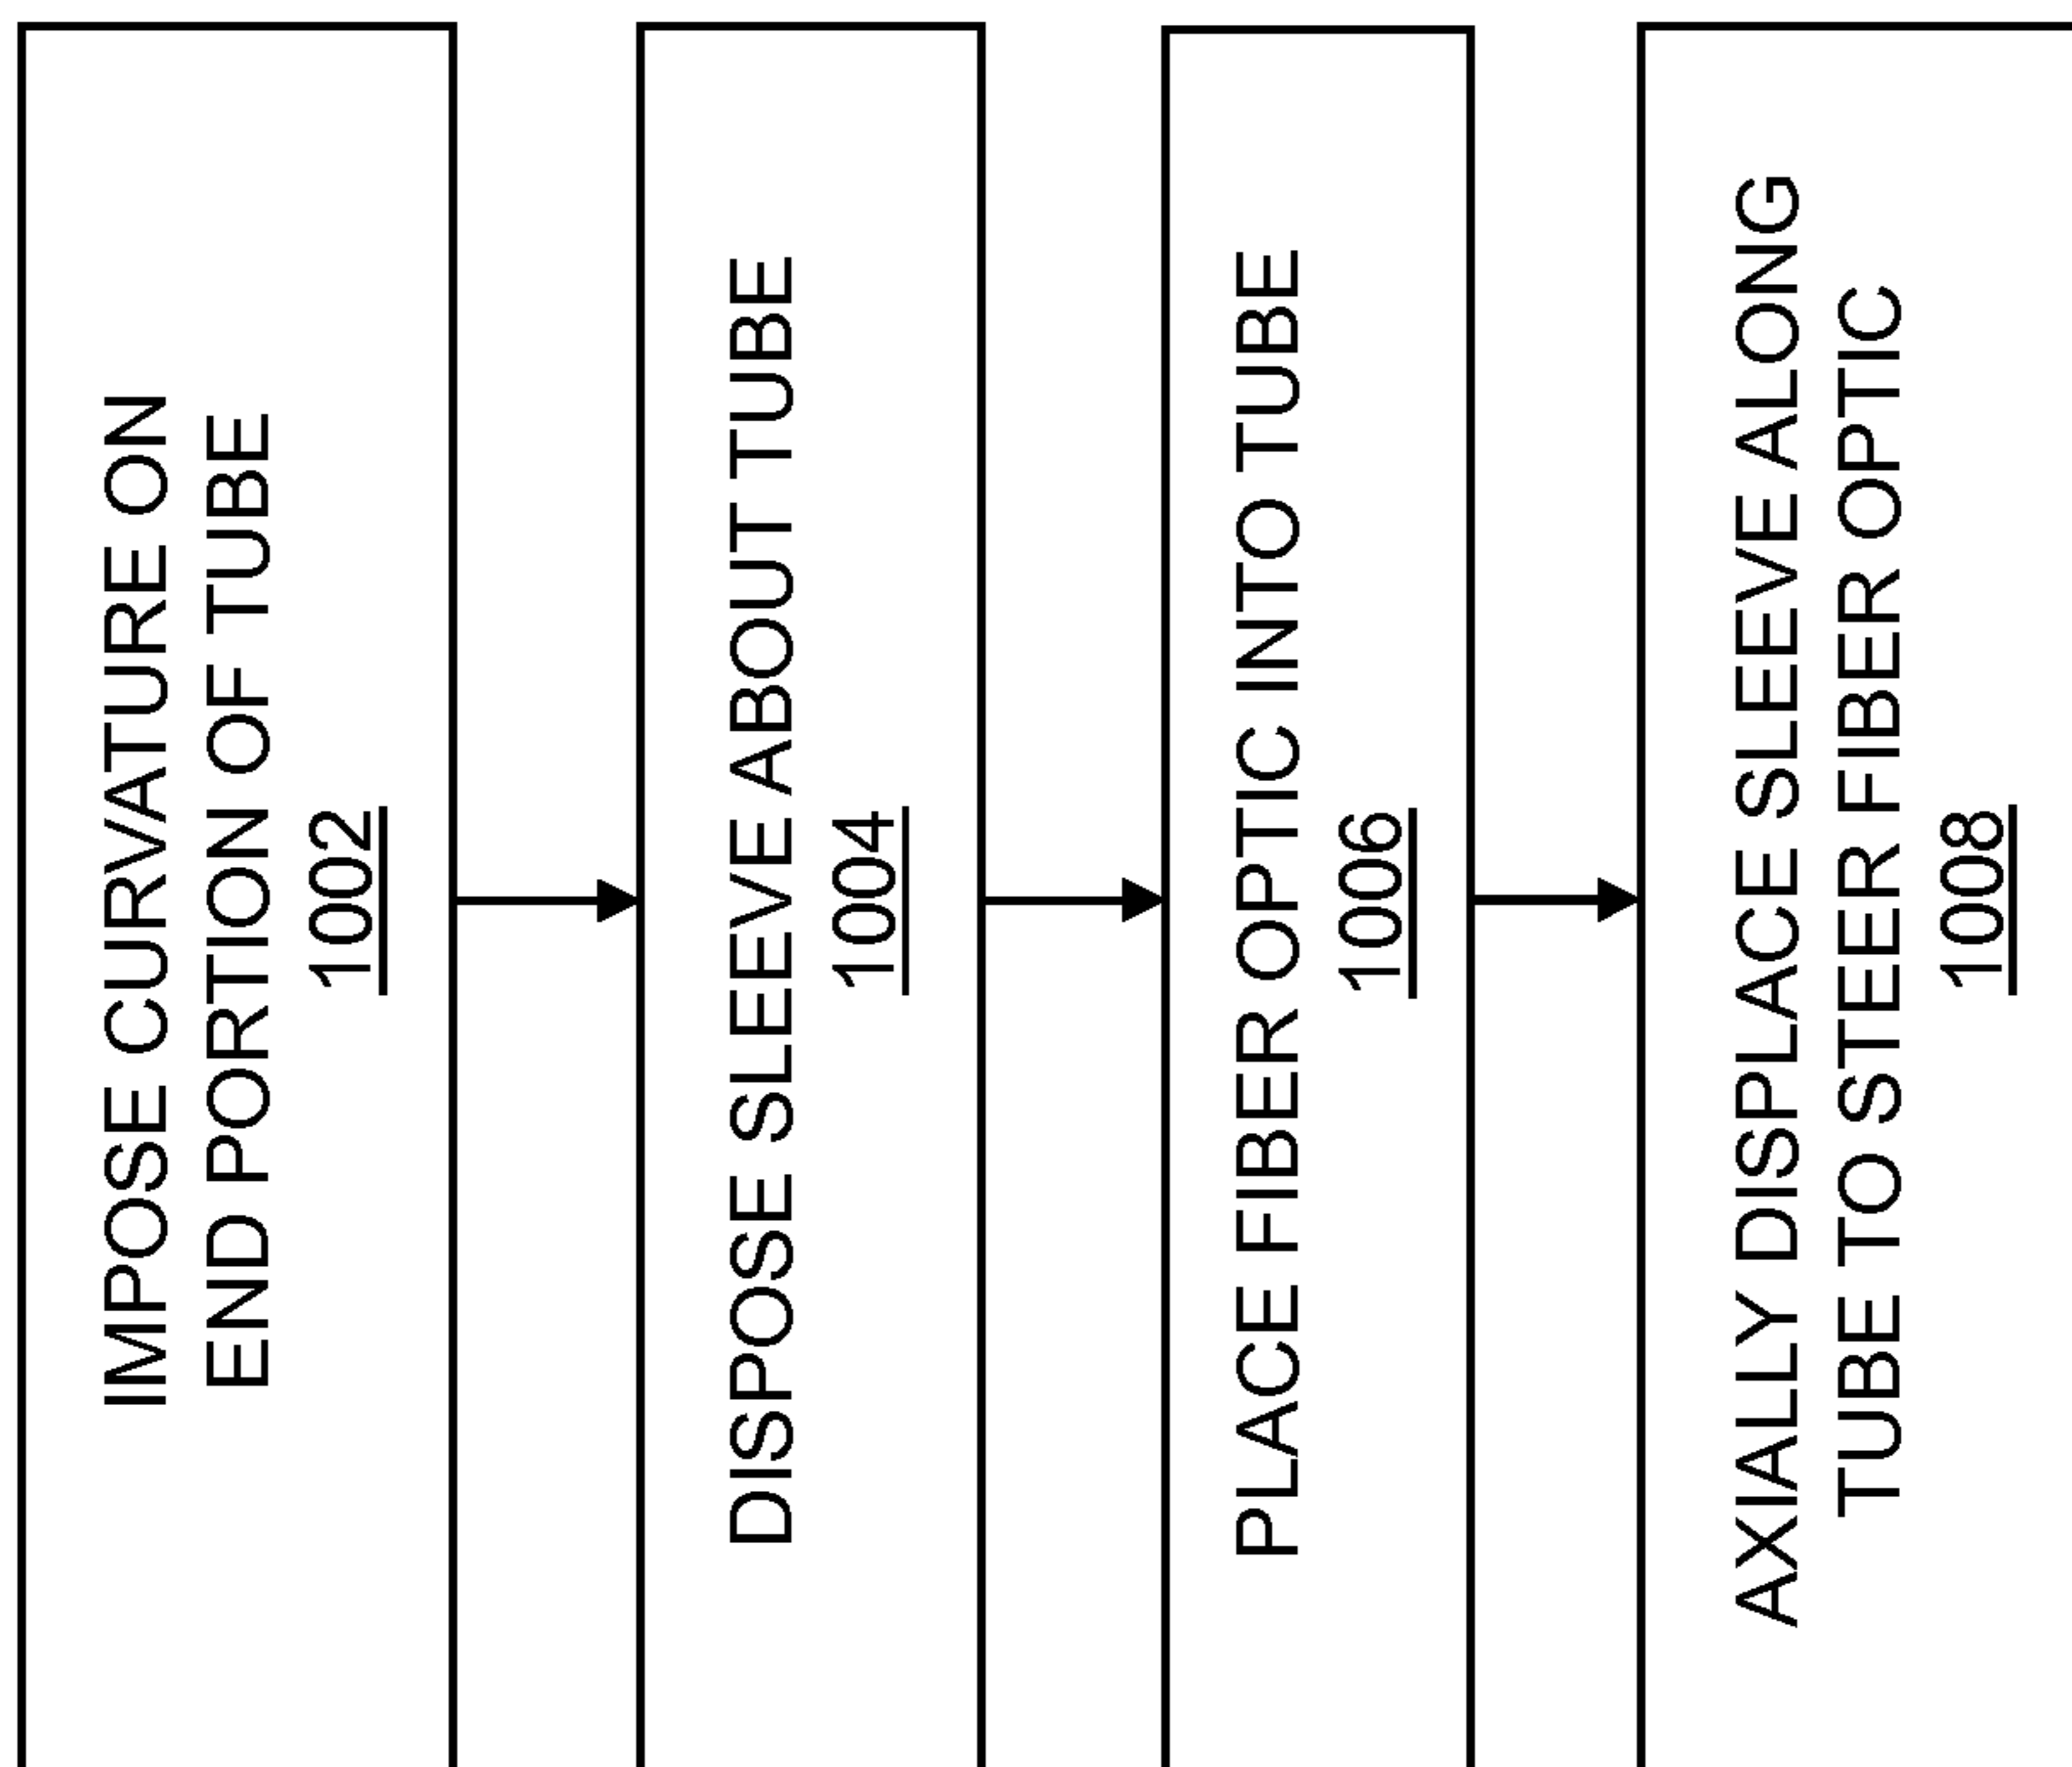 IMPOSE CURVATURE ON
END PORTION OF TUBE
1002
DISPOSE SLEEVE ABOUT TUBE
1004
PLACE FIBER OPTIC INTO TUBE
1006
AXIALLY DISPLACE SLEEVE ALONG
TUBE TO STEER FIBER OPTIC
1008